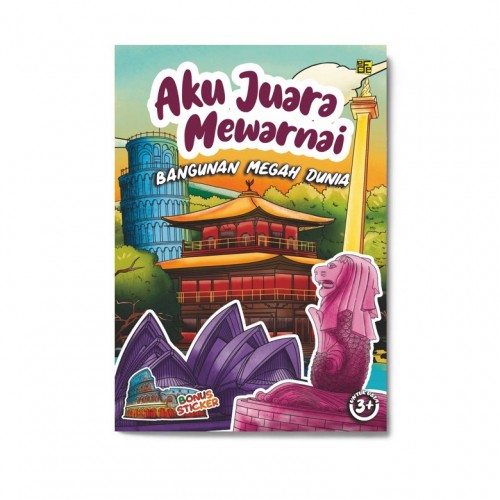 Aku Juara
Mewarnai
BANGUNAN MEGAH DUNIA
BONUS
STICKER
3+